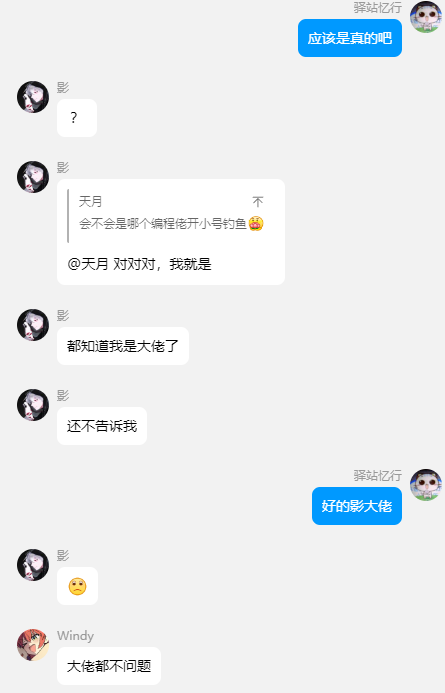 驿站忆行
应该是真的吧
影
？
影
天月
会不会是哪个编程佬开小号钓鱼
@天月 对对对，我就是
影
都知道我是大佬了
影
还不告诉我
驿站忆行
好的影大佬
影
Windy
大佬都不问题